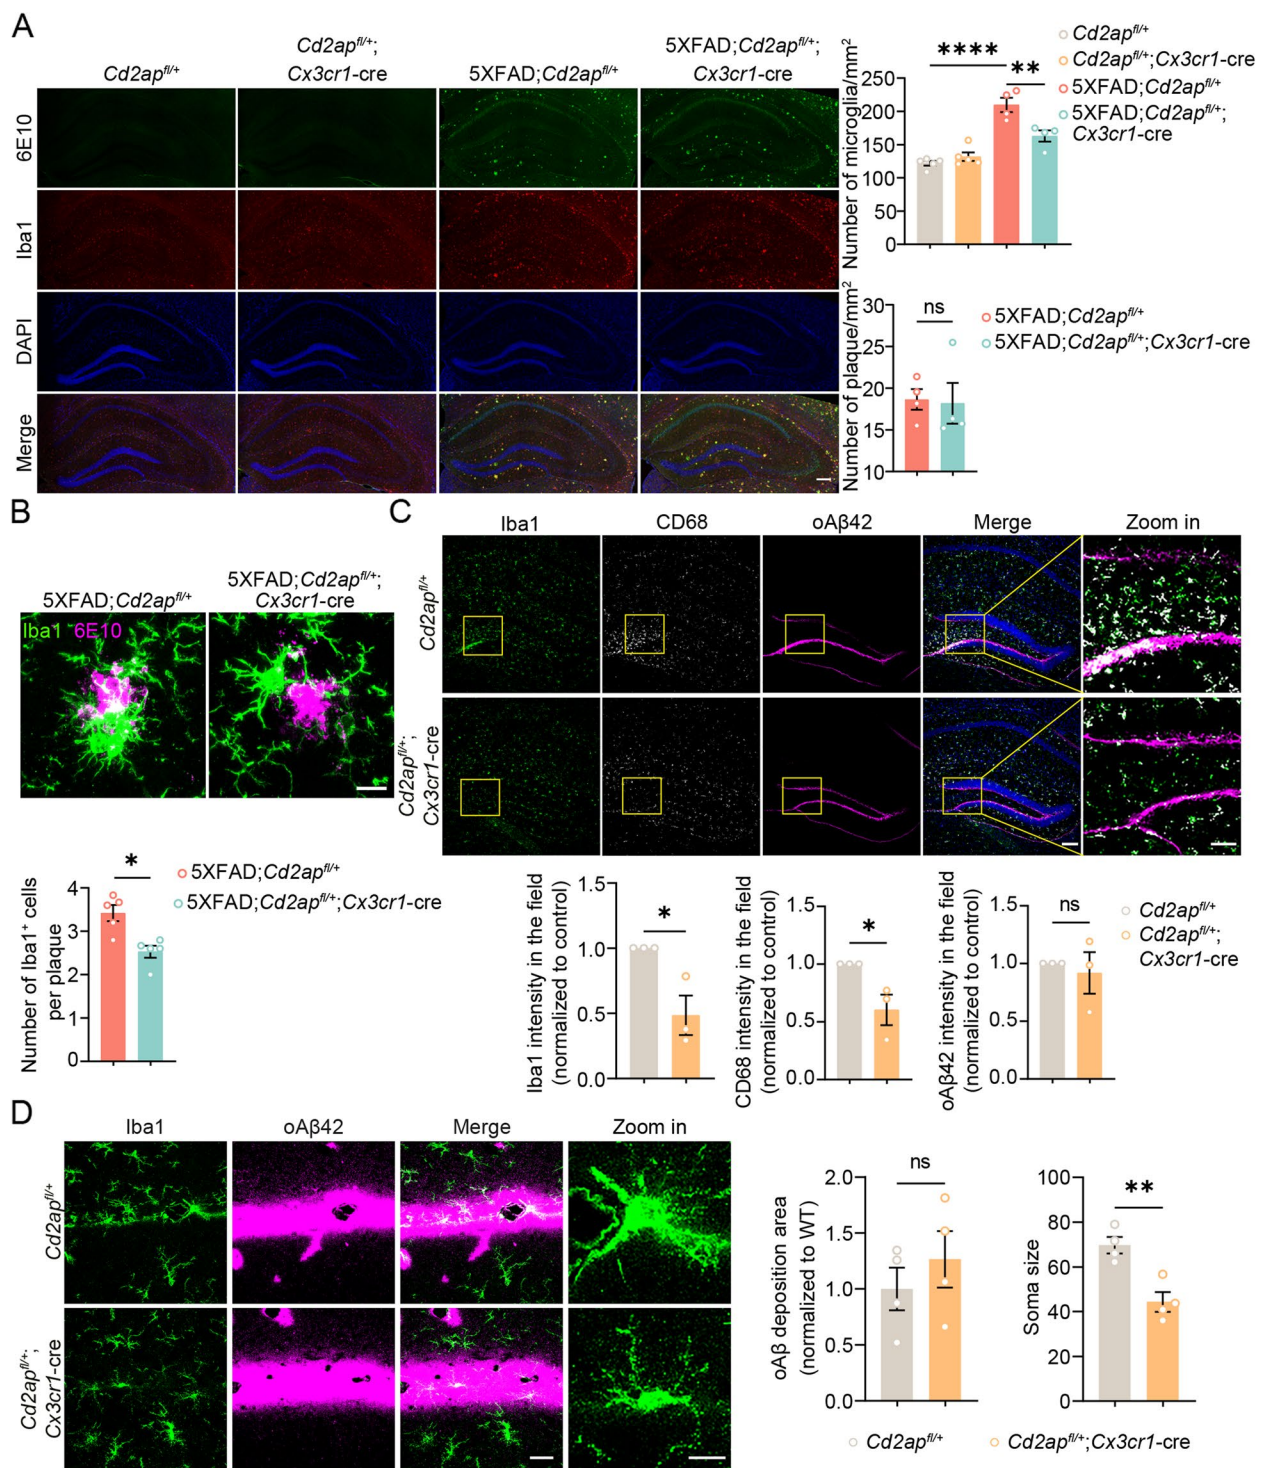 A
Cd2ap^fl/+
Cd2ap^fl/+;
Cx3cr1-cre
5XFAD;Cd2ap^fl/+
5XFAD;Cd2ap^fl/+;
Cx3cr1-cre
6E10
Iba1
DAPI
Merge
Number of microglia/mm²
250
200
150
100
50
0
****
**
Cd2ap^fl/+
Cd2ap^fl/+;Cx3cr1-cre
5XFAD;Cd2ap^fl/+
5XFAD;Cd2ap^fl/+;
Cx3cr1-cre
Number of plaque/mm²
30
25
20
15
10
ns
5XFAD;Cd2ap^fl/+
5XFAD;Cd2ap^fl/+;Cx3cr1-cre
B
5XFAD;Cd2ap^fl/+
5XFAD;Cd2ap^fl/+;
Cx3cr1-cre
Iba1 6E10
Number of Iba1⁺ cells
per plaque
4
3
2
1
0
*
5XFAD;Cd2ap^fl/+
5XFAD;Cd2ap^fl/+;Cx3cr1-cre
C
Iba1
CD68
oAβ42
Merge
Zoom in
Cd2ap^fl/+
Cd2ap^fl/+;
Cx3cr1-cre
Iba1 intensity in the field
(normalized to control)
1.5
1.0
0.5
0.0
*
CD68 intensity in the field
(normalized to control)
1.5
1.0
0.5
0.0
*
oAβ42 intensity in the field
(normalized to control)
1.5
1.0
0.5
0.0
ns
Cd2ap^fl/+
Cd2ap^fl/+;
Cx3cr1-cre
D
Iba1
oAβ42
Merge
Zoom in
Cd2ap^fl/+
Cd2ap^fl/+;
Cx3cr1-cre
oAβ deposition area
(normalized to WT)
2.0
1.5
1.0
0.5
0.0
ns
Soma size
100
80
60
40
20
0
**
Cd2ap^fl/+
Cd2ap^fl/+;Cx3cr1-cre